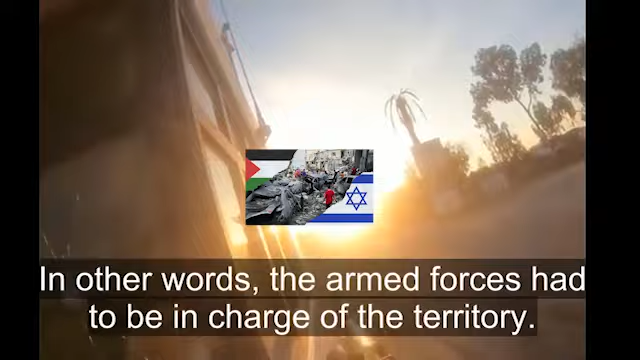 In other words, the armed forces had
to be in charge of the territory.